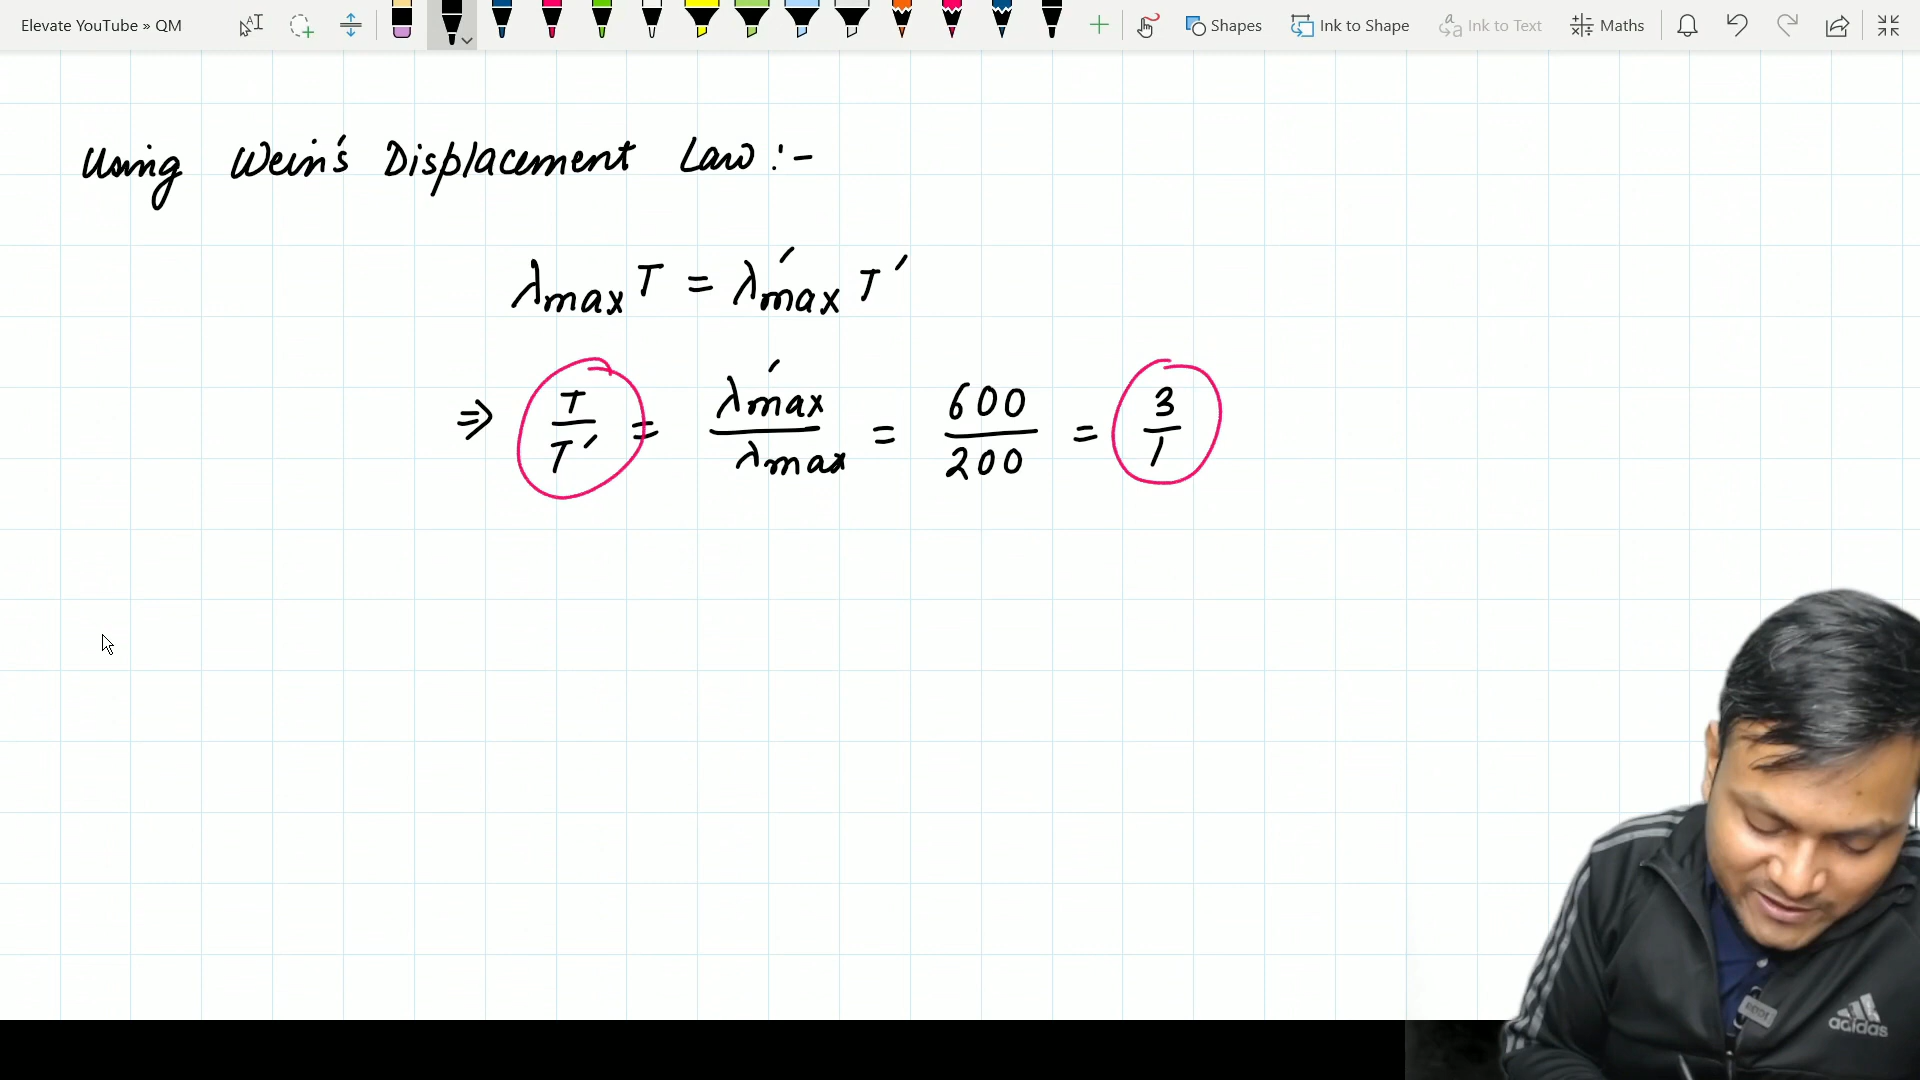 Elevate YouTube » QM
Shapes
Ink to Shape
Ink to Text
Maths
Using Wein's Displacement Law :-
λmax T = λ'max T'
⇒ T/T' = λ'max/λmax = 600/200 = 3/1
adidas